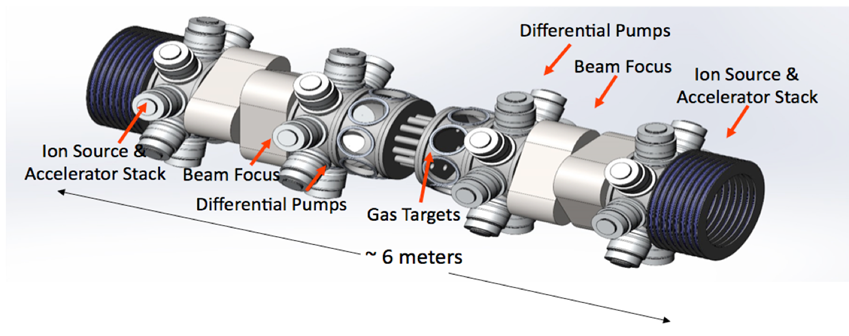 Differential Pumps
Beam Focus
Ion Source &
Accelerator Stack
Ion Source &
Accelerator Stack
Beam Focus
Differential Pumps
Gas Targets
~ 6 meters